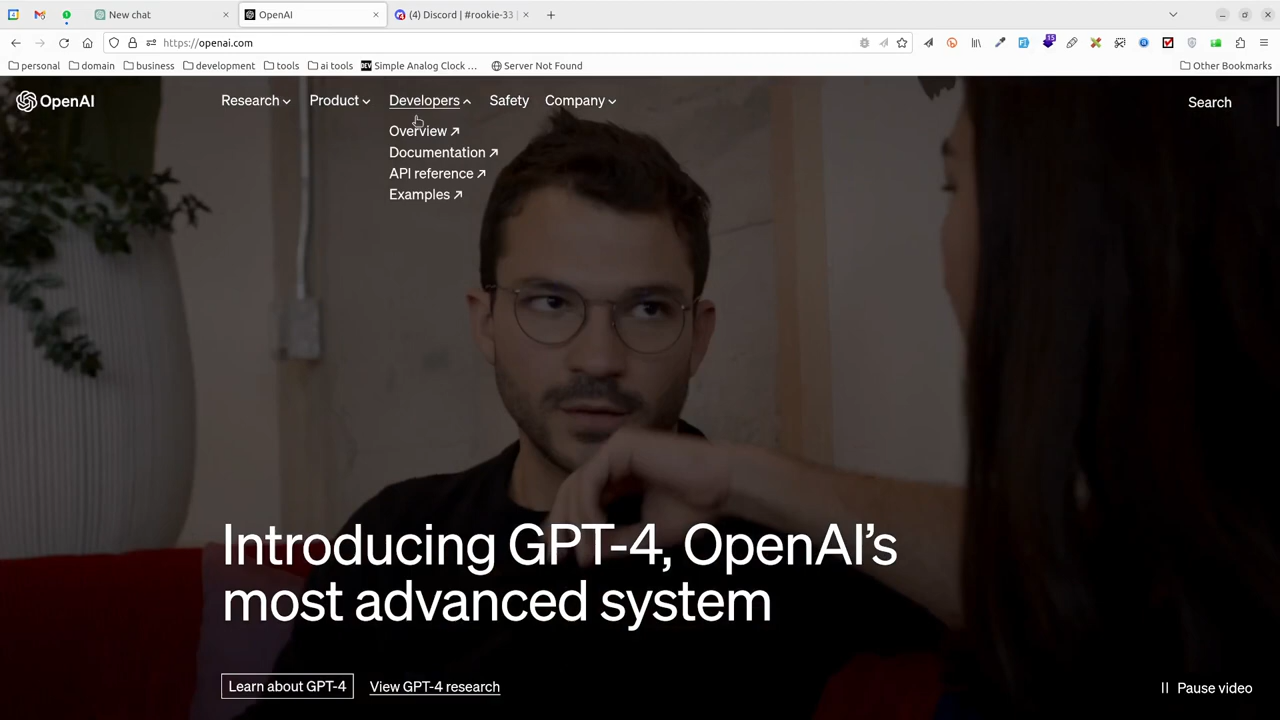 New chat
OpenAI
(4) Discord | #rookie-33
https://openai.com
15
personal
domain
business
development
tools
ai tools
DEV
Simple Analog Clock ...
Server Not Found
Other Bookmarks
OpenAI
Research
Product
Developers
Safety
Company
Search
Overview
Documentation
API reference
Examples
Introducing GPT-4, OpenAI’s
most advanced system
Learn about GPT-4
View GPT-4 research
Pause video